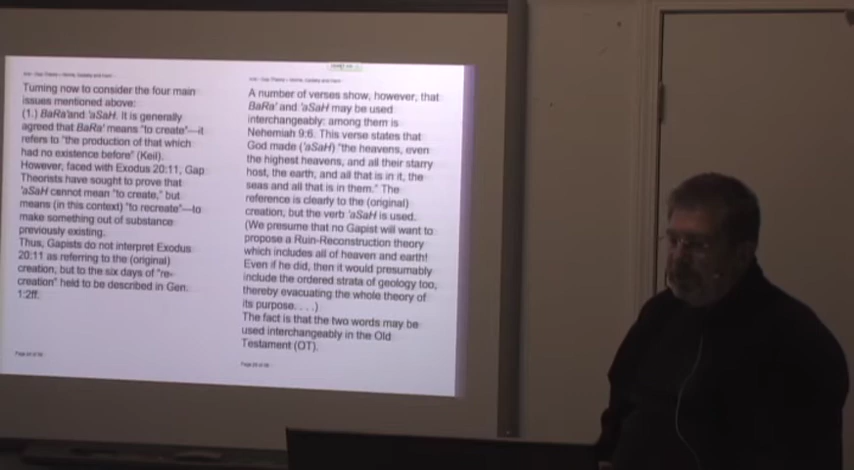 Turning now to consider the four main
issues mentioned above:
(1.) BaRa'and 'aSaH. It is generally
agreed that BaRa' means "to create"—it
refers to "the production of that which
had no existence before" (Keil).
However, faced with Exodus 20:11, Gap
Theorists have sought to prove that
'aSaH cannot mean "to create," but
means (in this context) "to recreate"—to
make something out of substance
previously existing.
Thus, Gapists do not interpret Exodus
20:11 as referring to the (original)
creation, but to the six days of "re-
creation" held to be described in Gen.
1:2ff.
A number of verses show, however, that
BaRa' and 'aSaH may be used
interchangeably: among them is
Nehemiah 9:6. This verse states that
God made ('aSaH) "the heavens, even
the highest heavens, and all their starry
host, the earth, and all that is in it, the
seas and all that is in them." The
reference is clearly to the (original)
creation, but the verb 'aSaH is used.
(We presume that no Gapist will want to
propose a Ruin-Reconstruction theory
which includes all of heaven and earth!
Even if he did, then it would presumably
include the ordered strata of geology too,
thereby evacuating the whole theory of
its purpose. . . .)
The fact is that the two words may be
used interchangeably in the Old
Testament (OT).